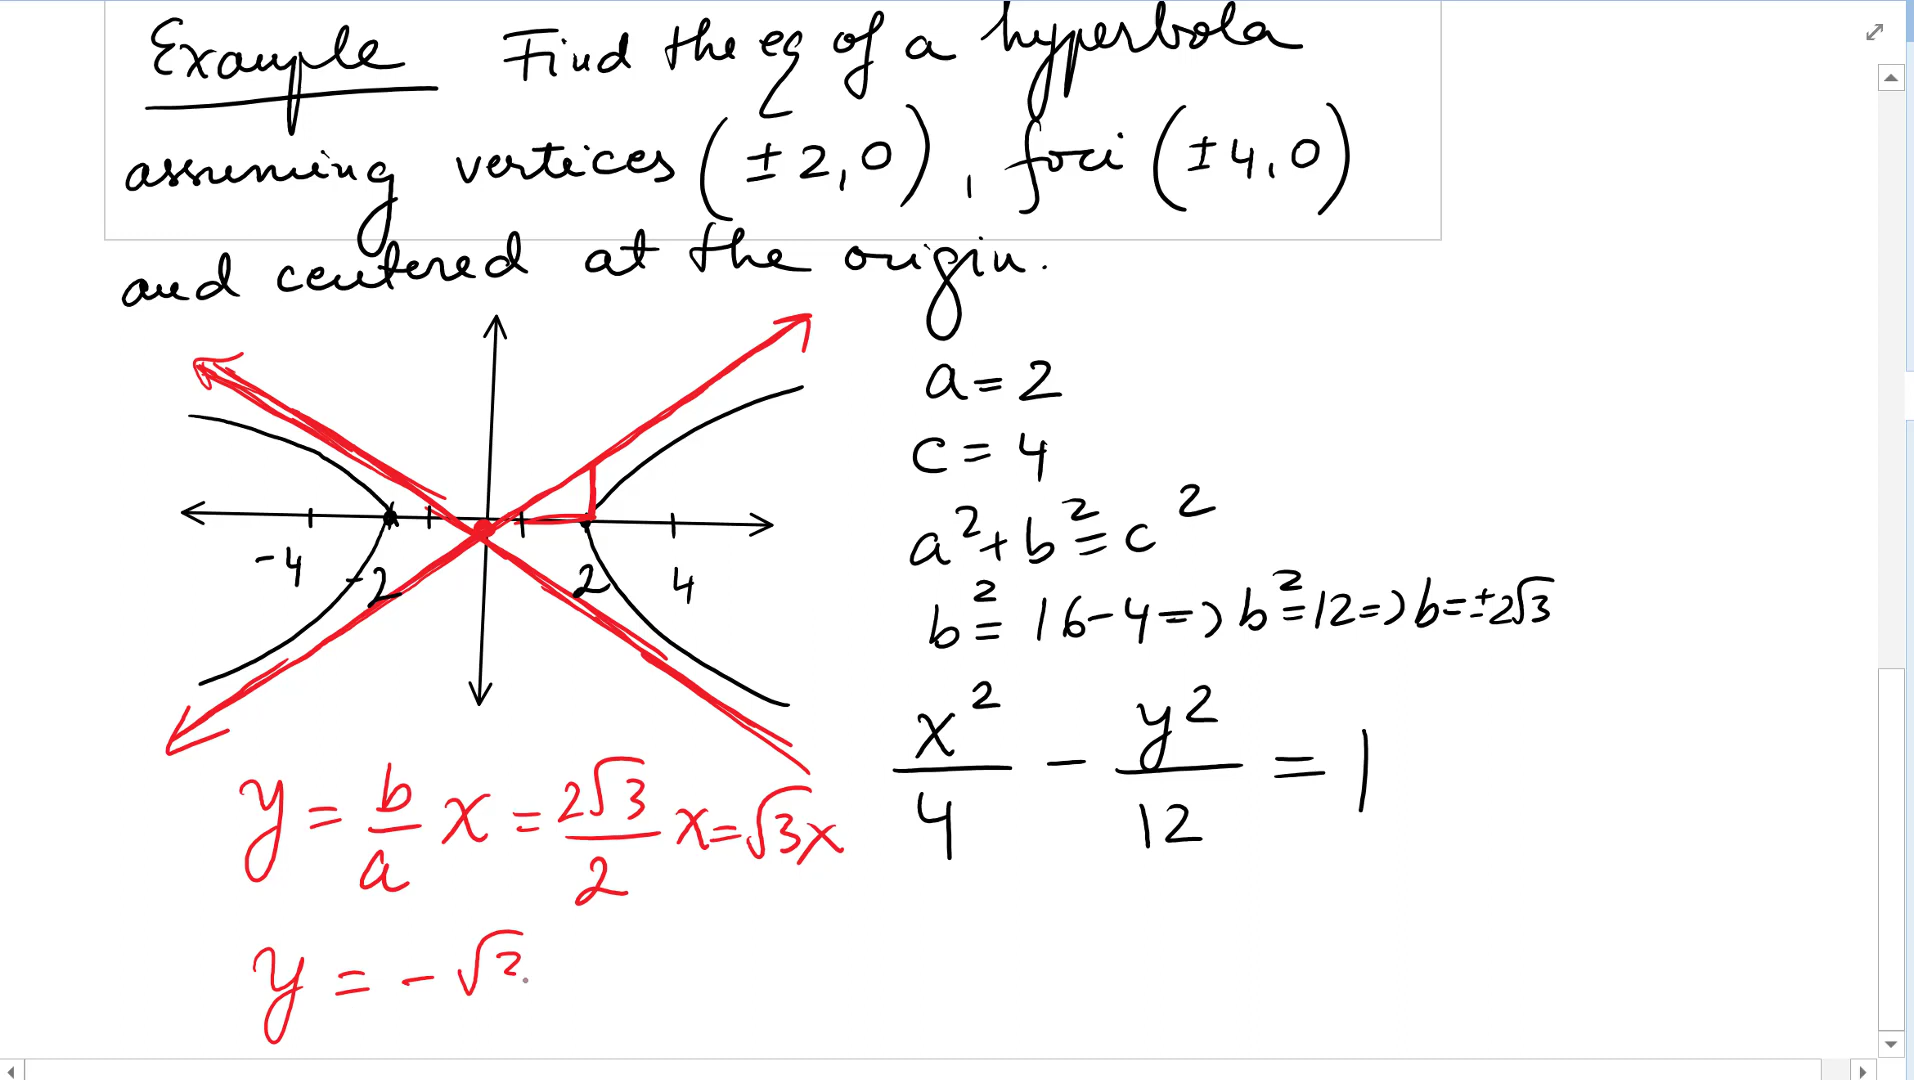 Example Find the eq of a hyperbola
assuming vertices (±2,0), foci (±4,0)
and centered at the origin.
a=2
c=4
a²+b²=c²
b²=16-4=>b²=12=>b=±2√3
-4 -2 2 4
x²/4 - y²/12 = 1
y = b/a x = 2√3/2 x = √3x
y = -√